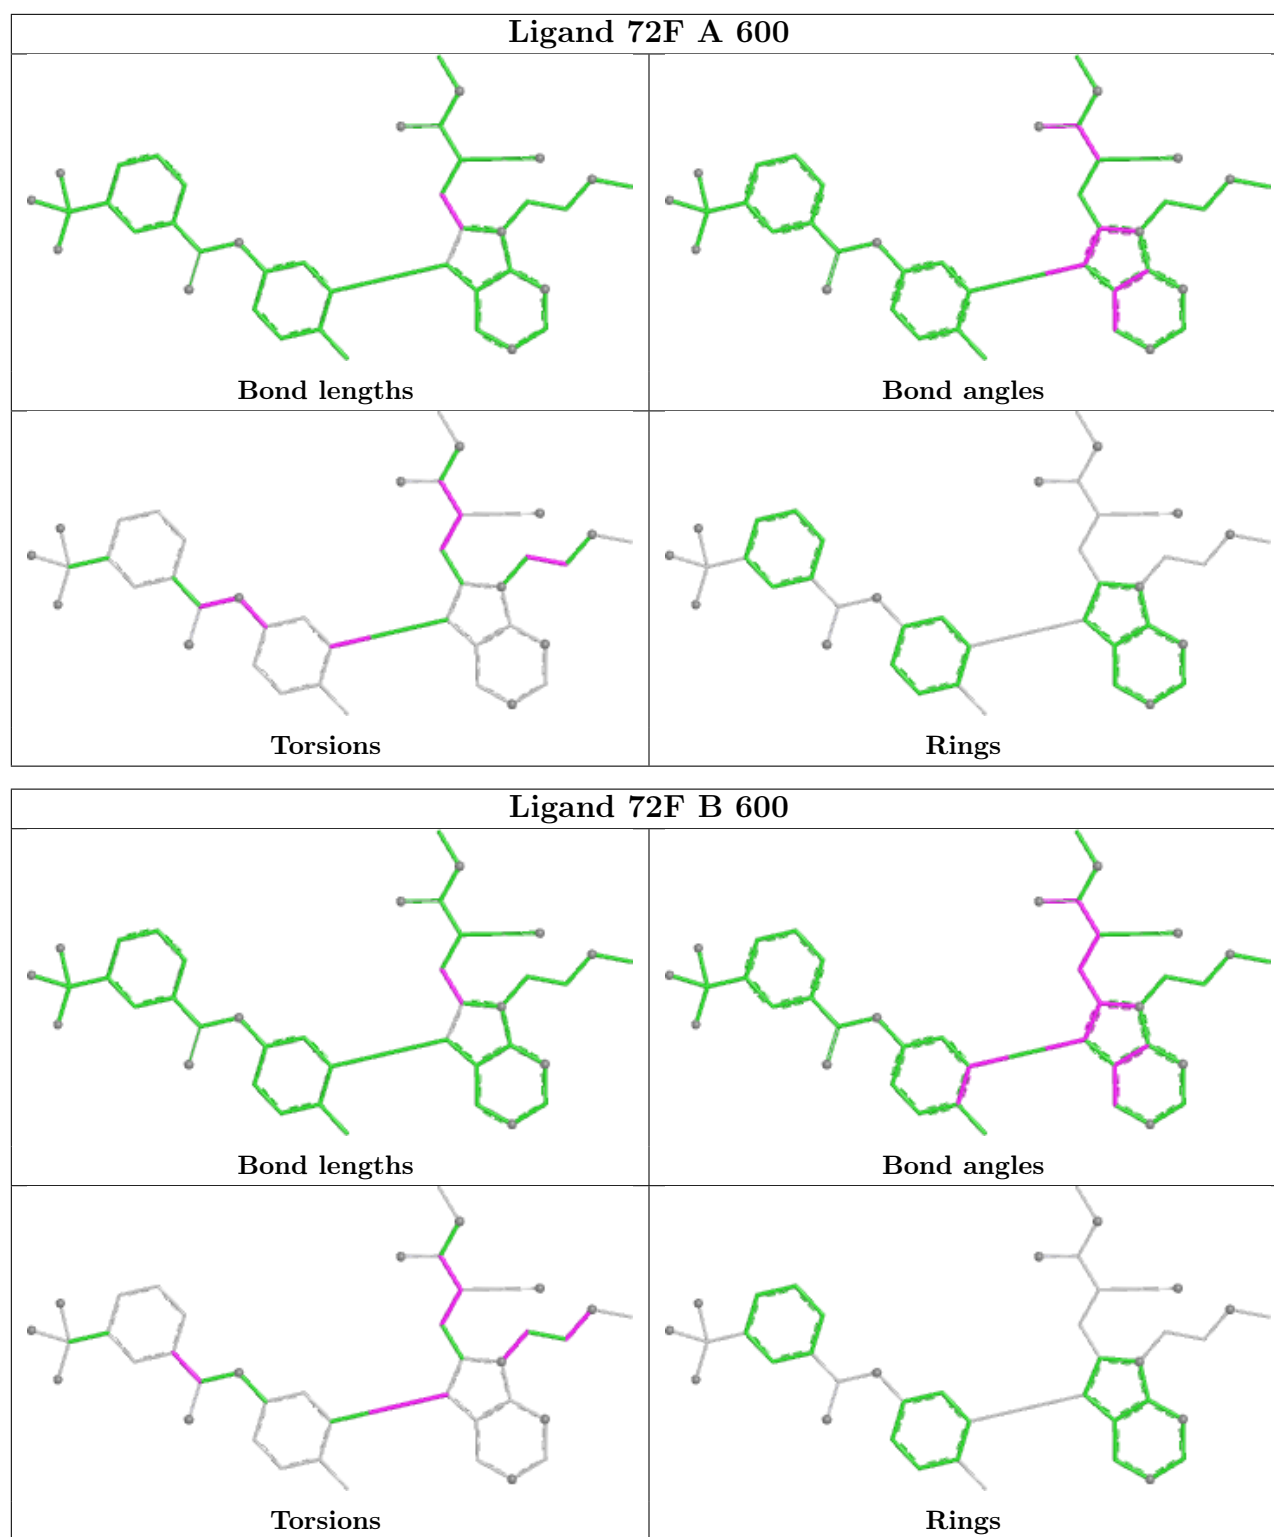 Ligand 72F A 600
Bond lengths
Bond angles
Torsions
Rings
Ligand 72F B 600
Bond lengths
Bond angles
Torsions
Rings